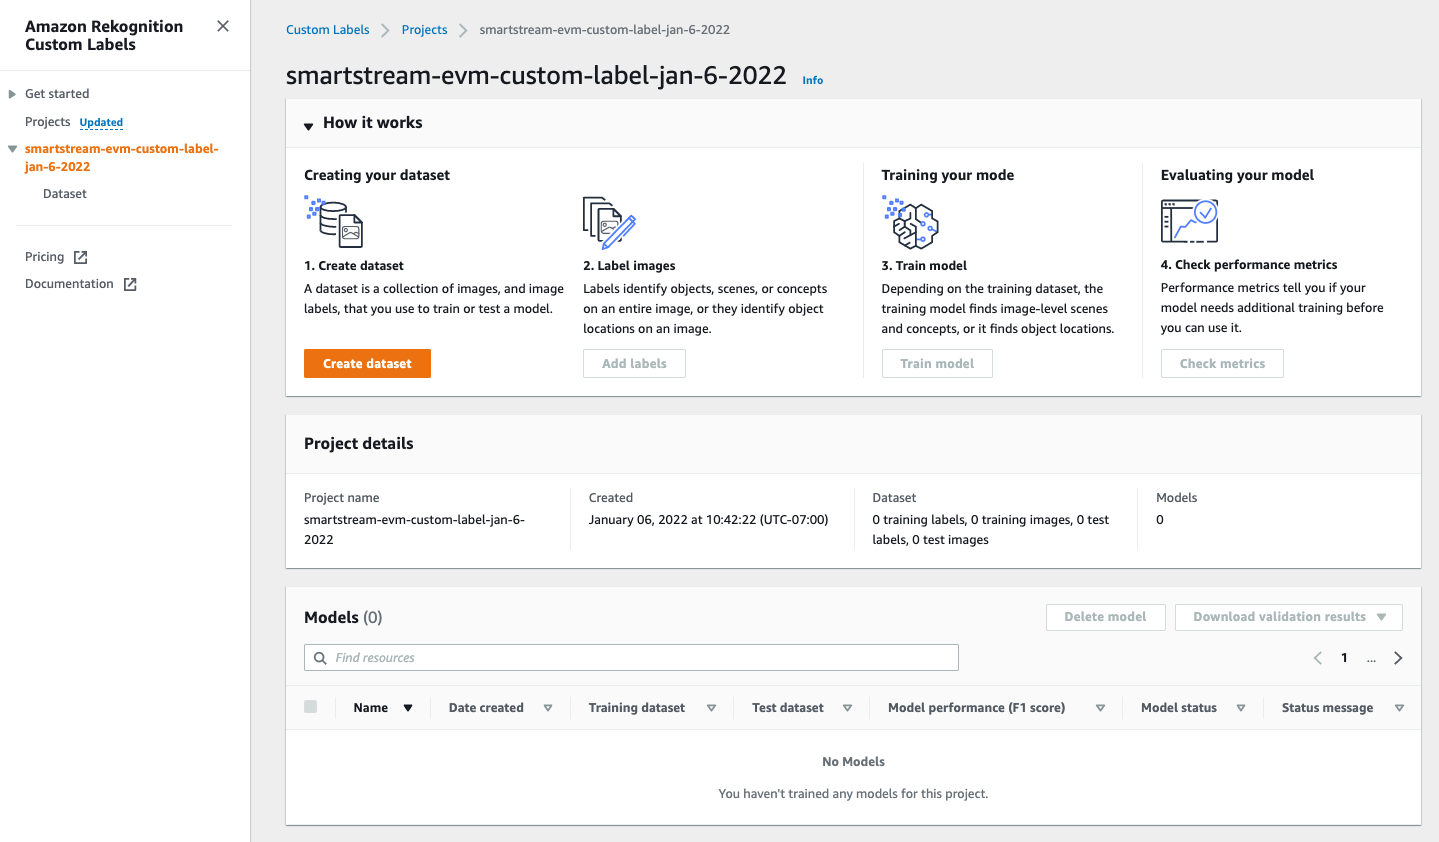 Amazon Rekognition
Custom Labels
Get started
Projects Updated
smartstream-evm-custom-label-
jan-6-2022
Dataset
Pricing
Documentation
Custom Labels Projects smartstream-evm-custom-label-jan-6-2022
smartstream-evm-custom-label-jan-6-2022 Info
How it works
Creating your dataset
1. Create dataset
A dataset is a collection of images, and image
labels, that you use to train or test a model.
Create dataset
2. Label images
Labels identify objects, scenes, or concepts
on an entire image, or they identify object
locations on an image.
Add labels
Training your mode
3. Train model
Depending on the training dataset, the
training model finds image-level scenes
and concepts, or it finds object locations.
Train model
Evaluating your model
4. Check performance metrics
Performance metrics tell you if your
model needs additional training before
you can use it.
Check metrics
Project details
Project name
smartstream-evm-custom-label-jan-6-
2022
Created
January 06, 2022 at 10:42:22 (UTC-07:00)
Dataset
0 training labels, 0 training images, 0 test
labels, 0 test images
Models
0
Models (0)
Delete model Download validation results
Find resources
1 ...
Name Date created Training dataset Test dataset Model performance (F1 score) Model status Status message
No Models
You haven't trained any models for this project.